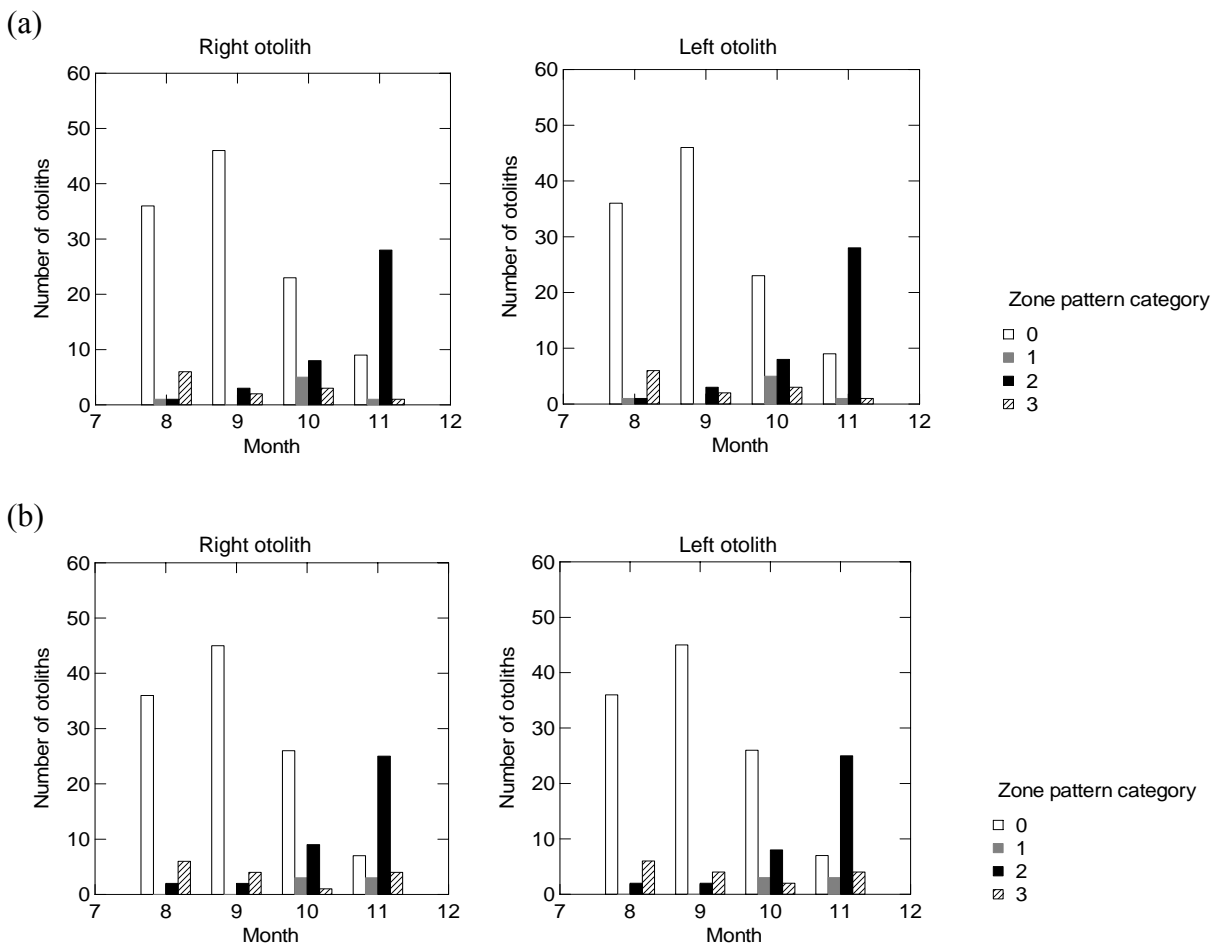 (a)
Right otolith
60
50
40
30
20
10
0
7 8 9 10 11 12
Month
Number of otoliths
Left otolith
60
50
40
30
20
10
0
7 8 9 10 11 12
Month
Number of otoliths
Zone pattern category
0
1
2
3
(b)
Right otolith
60
50
40
30
20
10
0
7 8 9 10 11 12
Month
Number of otoliths
Left otolith
60
50
40
30
20
10
0
7 8 9 10 11 12
Month
Number of otoliths
Zone pattern category
0
1
2
3